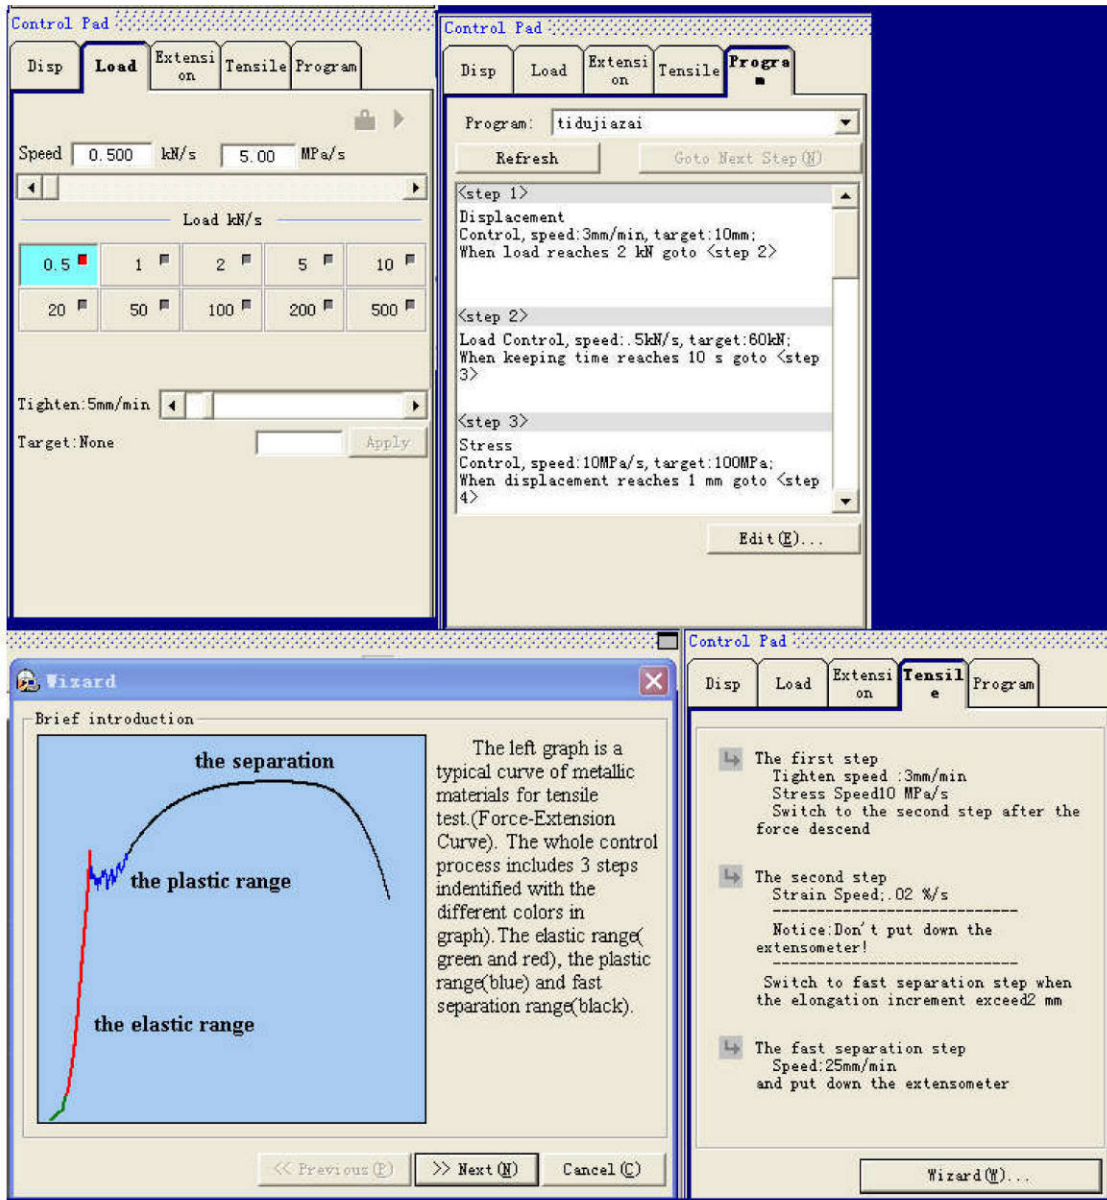 Control Pad
Disp
Load
Extensi
on
Tensile
Program
Speed 0.500 kN/s 5.00 MPa/s
Load kN/s
0.5 1 2 5 10
20 50 100 200 500
Tighten:5mm/min
Target:None
Apply
Control Pad
Disp
Load
Extensi
on
Tensile
Progra
m
Program: tidujiazai
Refresh
Goto Next Step(N)
<step 1>
Displacement
Control, speed:3mm/min, target:10mm;
When load reaches 2 kN goto <step 2>
<step 2>
Load Control, speed:.5kN/s, target:60kN;
When keeping time reaches 10 s goto <step
3>
<step 3>
Stress
Control, speed:10MPa/s, target:100MPa;
When displacement reaches 1 mm goto <step
4>
Edit(E)...
Wizard
Brief introduction
the separation
the plastic range
the elastic range
The left graph is a
typical curve of metallic
materials for tensile
test.(Force-Extension
Curve). The whole control
process includes 3 steps
indentified with the
different colors in
graph).The elastic range(
green and red), the plastic
range(blue) and fast
separation range(black).
<< Previous(P)
>> Next(N)
Cancel(C)
Control Pad
Disp
Load
Extensi
on
Tensil
e
Program
The first step
Tighten speed :3mm/min
Stress Speed10 MPa/s
Switch to the second step after the
force descend
The second step
Strain Speed:.02 %/s
Notice:Don't put down the
extensometer!
Switch to fast separation step when
the elongation increment exceed2 mm
The fast separation step
Speed:25mm/min
and put down the extensometer
Wizard(W)...